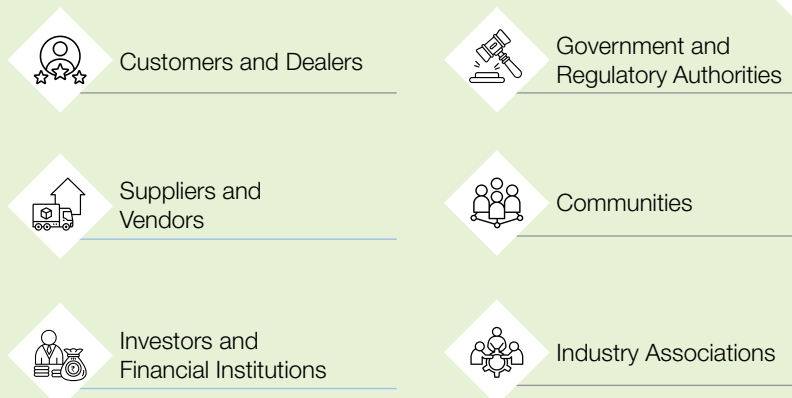 Customers and Dealers
Government and
Regulatory Authorities
Suppliers and
Vendors
Communities
Investors and
Financial Institutions
Industry Associations